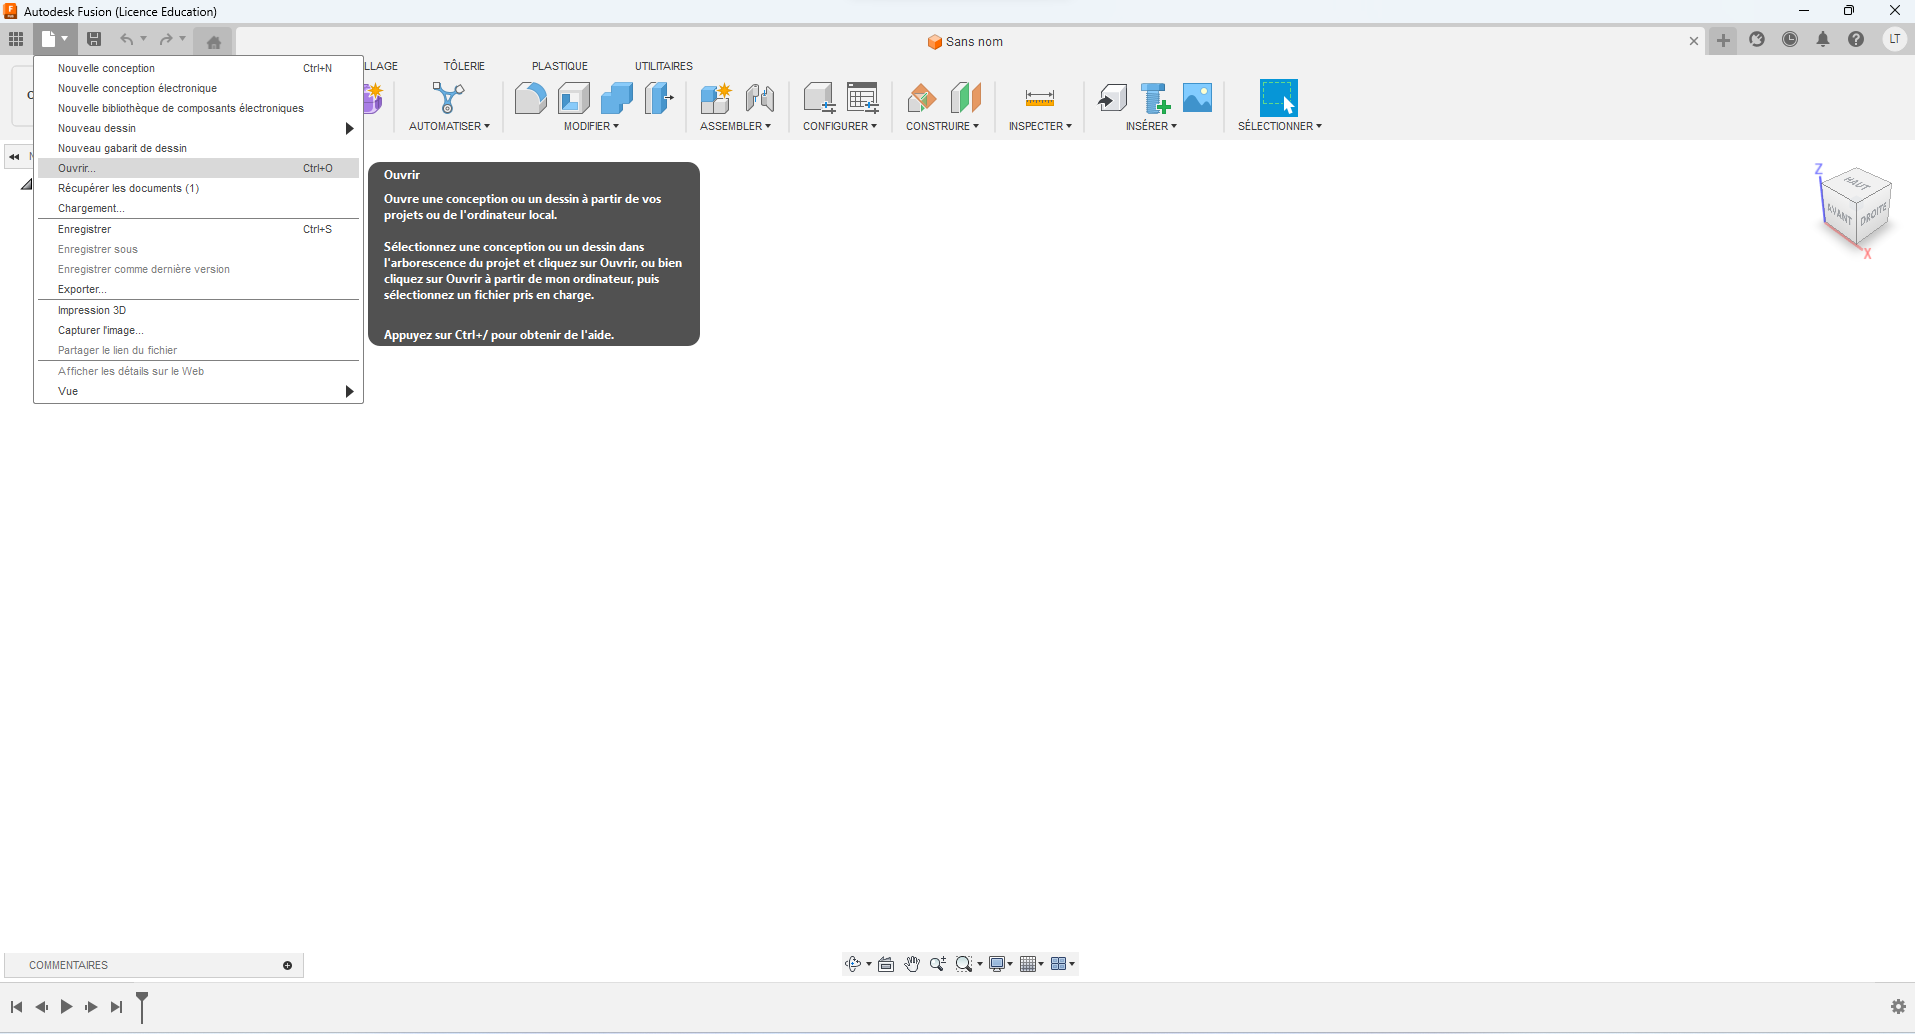 Autodesk Fusion (Licence Education)
Sans nom
LT
LLAGE
TÔLERIE
PLASTIQUE
UTILITAIRES
AUTOMATISER
MODIFIER
ASSEMBLER
CONFIGURER
CONSTRUIRE
INSPECTER
INSÉRER
SÉLECTIONNER
Nouvelle conception Ctrl+N
Nouvelle conception électronique
Nouvelle bibliothèque de composants électroniques
Nouveau dessin
Nouveau gabarit de dessin
Ouvrir... Ctrl+O
Récupérer les documents (1)
Chargement...
Enregistrer Ctrl+S
Enregistrer sous
Enregistrer comme dernière version
Exporter...
Impression 3D
Capturer l'image...
Partager le lien du fichier
Afficher les détails sur le Web
Vue
Ouvrir
Ouvre une conception ou un dessin à partir de vos
projets ou de l'ordinateur local.
Sélectionnez une conception ou un dessin dans
l'arborescence du projet et cliquez sur Ouvrir, ou bien
cliquez sur Ouvrir à partir de mon ordinateur, puis
sélectionnez un fichier pris en charge.
Appuyez sur Ctrl+/ pour obtenir de l'aide.
Z
HAUT
AVANT
DROITE
X
COMMENTAIRES